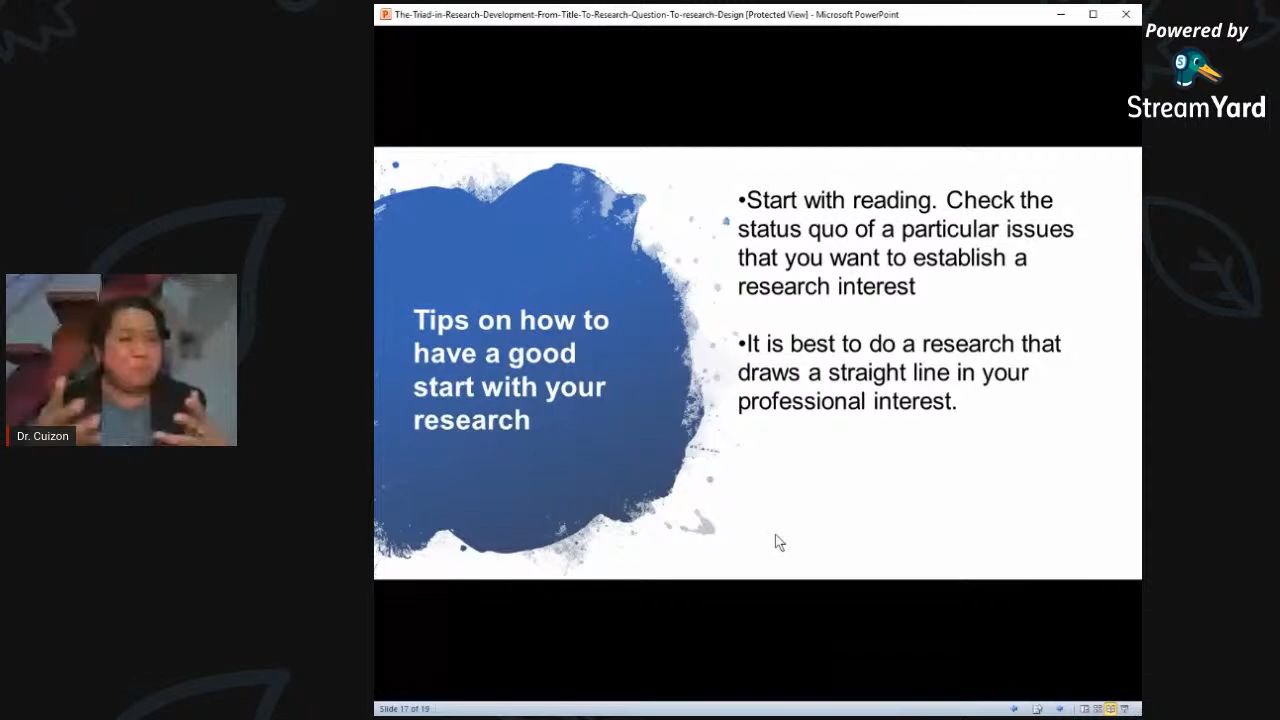 The-Triad-in-Research-Development-From-Title-To-Research-Question-To-research-Design [Protected View] - Microsoft PowerPoint
Powered by
StreamYard
•Start with reading. Check the
status quo of a particular issues
that you want to establish a
research interest
•It is best to do a research that
draws a straight line in your
professional interest.
Tips on how to
have a good
start with your
research
Dr. Cuizon
Slide 17 of 19